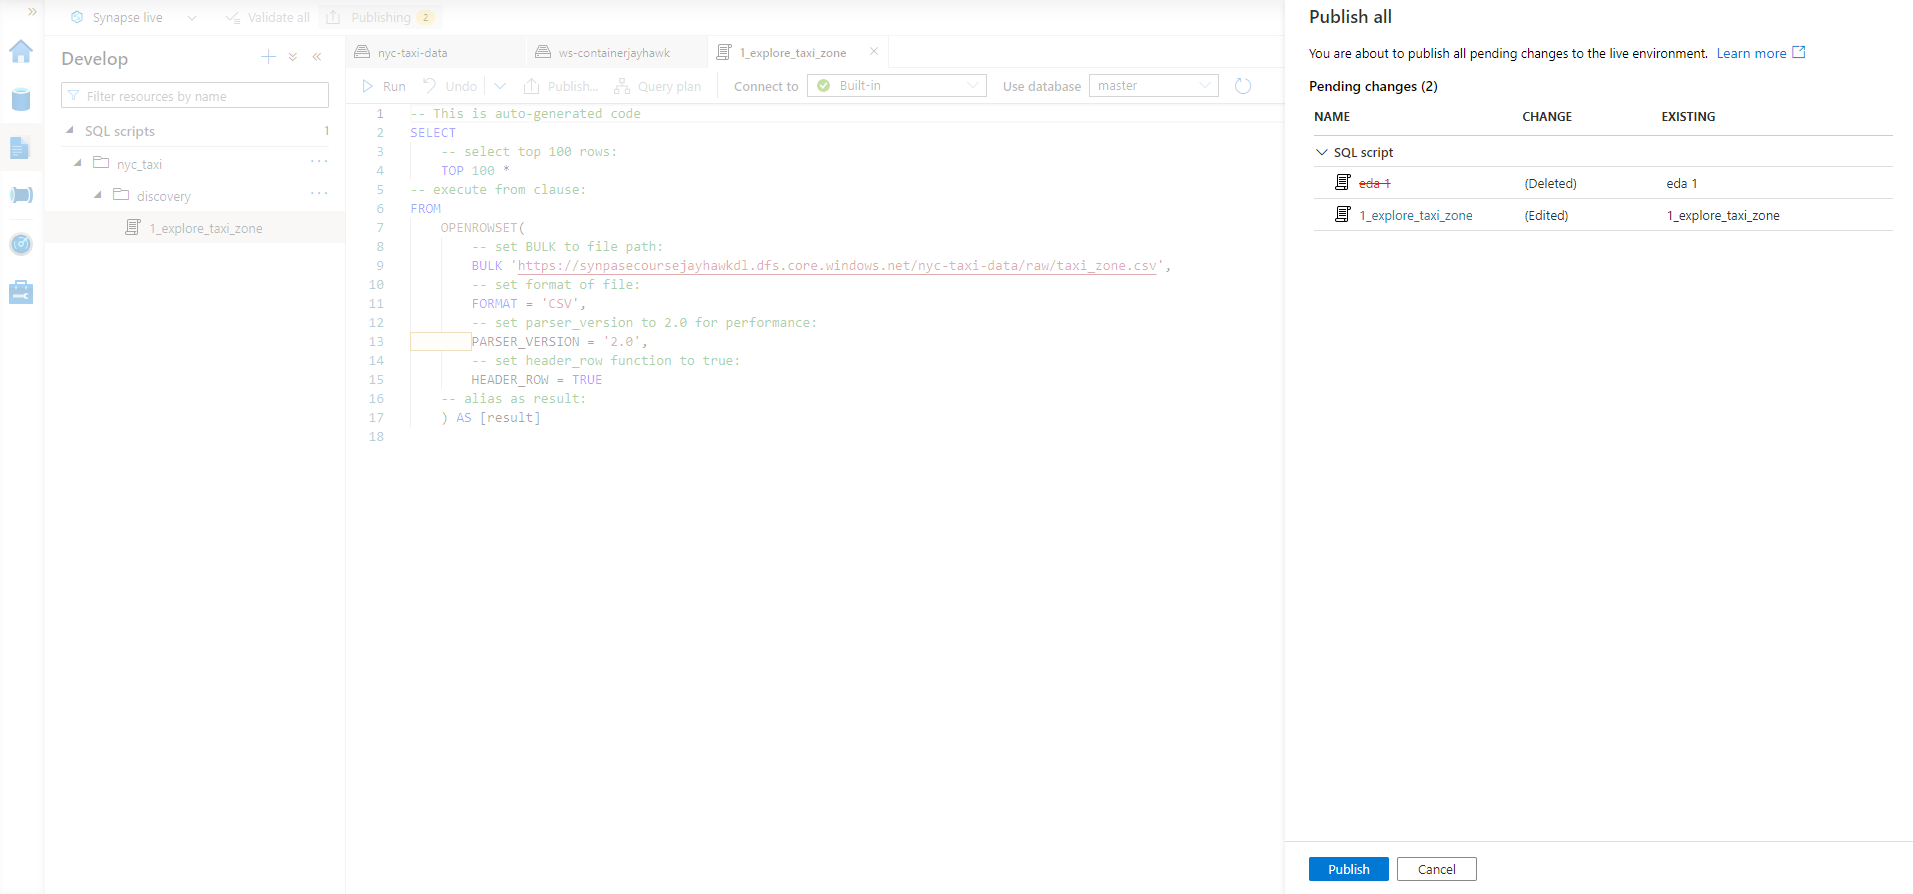 Synapse live
Validate all
Publishing 2
Develop
Filter resources by name
SQL scripts 1
nyc_taxi
discovery
1_explore_taxi_zone
nyc-taxi-data
ws-containerjayhawk
1_explore_taxi_zone
Run Undo Publish... Query plan Connect to Built-in Use database master
1 -- This is auto-generated code
2 SELECT
3 -- select top 100 rows:
4 TOP 100 *
5 -- execute from clause:
6 FROM
7 OPENROWSET(
8 -- set BULK to file path:
9 BULK 'https://synpasecoursejayhawkdl.dfs.core.windows.net/nyc-taxi-data/raw/taxi_zone.csv',
10 -- set format of file:
11 FORMAT = 'CSV',
12 -- set parser_version to 2.0 for performance:
13 PARSER_VERSION = '2.0',
14 -- set header_row function to true:
15 HEADER_ROW = TRUE
16 -- alias as result:
17 ) AS [result]
18
Publish all
You are about to publish all pending changes to the live environment. Learn more
Pending changes (2)
NAME CHANGE EXISTING
SQL script
eda 1 (Deleted) eda 1
1_explore_taxi_zone (Edited) 1_explore_taxi_zone
Publish Cancel